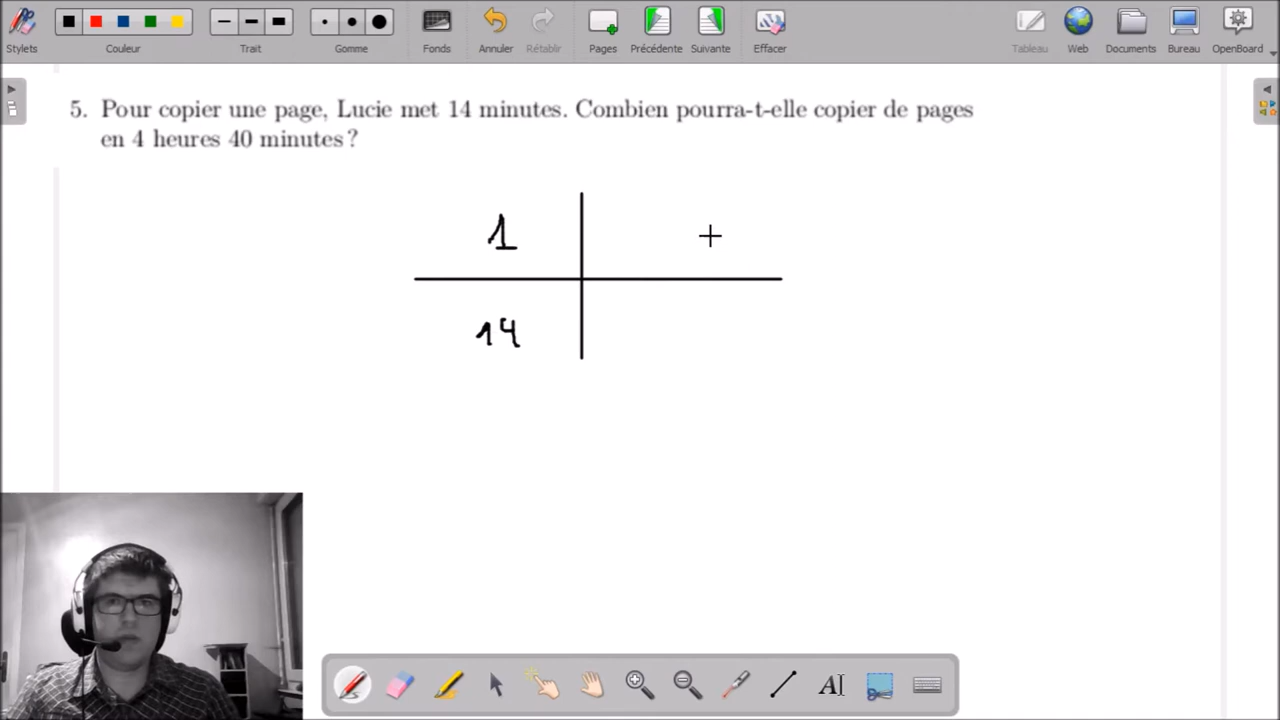 Stylets
Couleur
Trait
Gomme
Fonds
Annuler
Rétablir
Pages
Précédente
Suivante
Effacer
Tableau
Web
Documents
Bureau
OpenBoard
5. Pour copier une page, Lucie met 14 minutes. Combien pourra-t-elle copier de pages
en 4 heures 40 minutes ?
1
14
AI